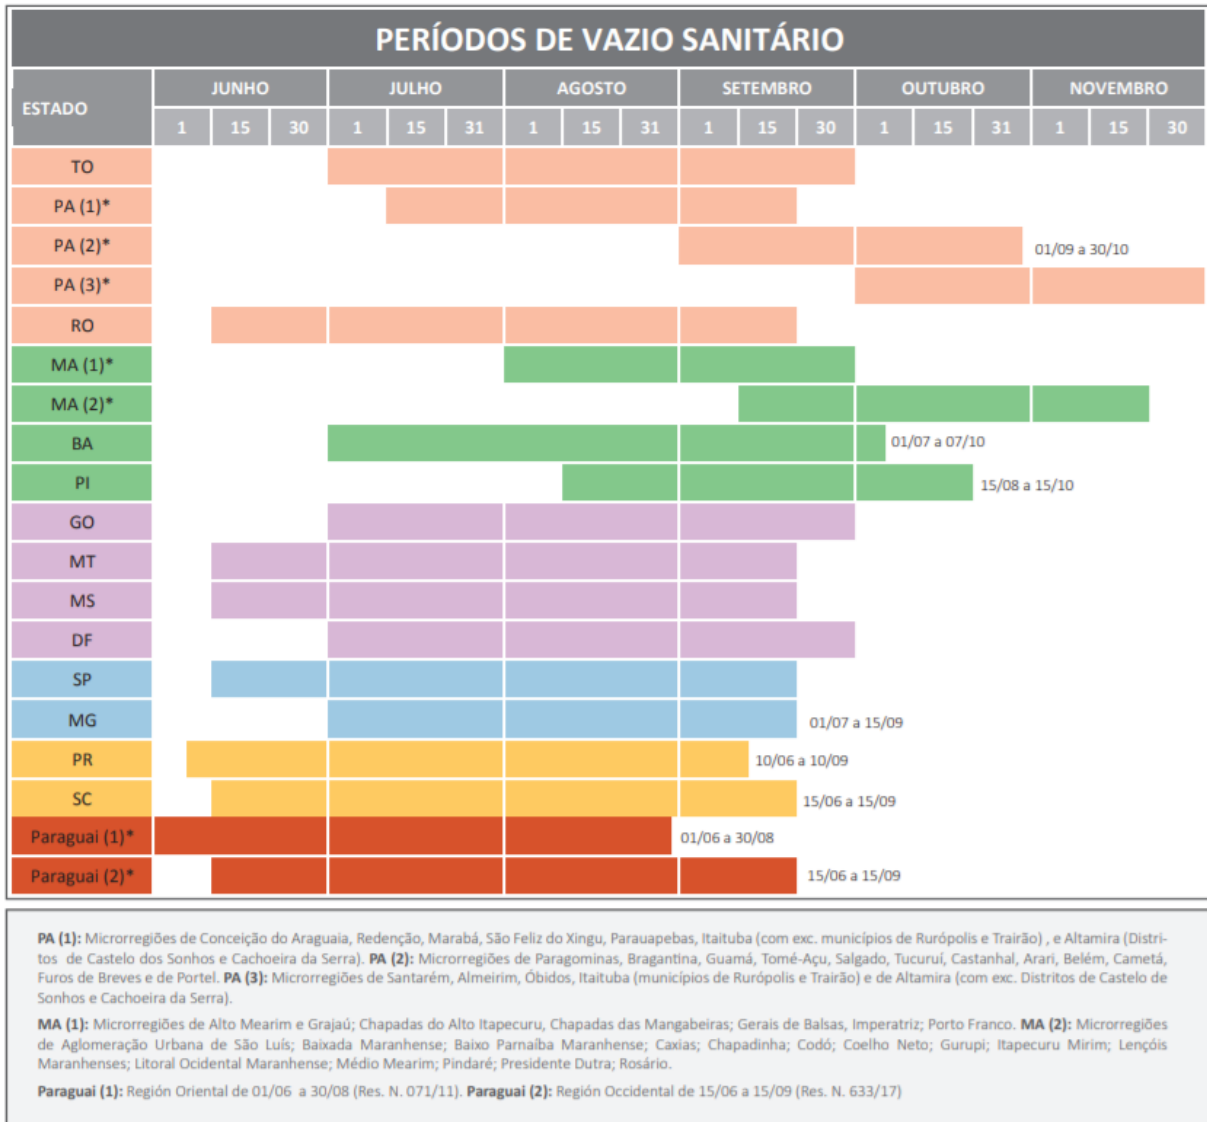 PERÍODOS DE VAZIO SANITÁRIO
ESTADO JUNHO JULHO AGOSTO SETEMBRO OUTUBRO NOVEMBRO
1 15 30 1 15 31 1 15 31 1 15 30 1 15 31 1 15 30
TO
PA (1)*
PA (2)* 01/09 a 30/10
PA (3)*
RO
MA (1)*
MA (2)*
BA 01/07 a 07/10
PI 15/08 a 15/10
GO
MT
MS
DF
SP
MG 01/07 a 15/09
PR 10/06 a 10/09
SC 15/06 a 15/09
Paraguai (1)* 01/06 a 30/08
Paraguai (2)* 15/06 a 15/09
PA (1): Microrregiões de Conceição do Araguaia, Redenção, Marabá, São Feliz do Xingu, Parauapebas, Itaituba (com exc. municípios de Rurópolis e Trairão) , e Altamira (Distri-
tos de Castelo dos Sonhos e Cachoeira da Serra). PA (2): Microrregiões de Paragominas, Bragantina, Guamá, Tomé-Açu, Salgado, Tucuruí, Castanhal, Arari, Belém, Cametá,
Furos de Breves e de Portel. PA (3): Microrregiões de Santarém, Almeirim, Óbidos, Itaituba (municípios de Rurópolis e Trairão) e de Altamira (com exc. Distritos de Castelo de
Sonhos e Cachoeira da Serra).
MA (1): Microrregiões de Alto Mearim e Grajaú; Chapadas do Alto Itapecuru, Chapadas das Mangabeiras; Gerais de Balsas, Imperatriz; Porto Franco. MA (2): Microrregiões
de Aglomeração Urbana de São Luís; Baixada Maranhense; Baixo Parnaíba Maranhense; Caxias; Chapadinha; Codó; Coelho Neto; Gurupi; Itapecuru Mirim; Lençóis
Maranhenses; Litoral Ocidental Maranhense; Médio Mearim; Pindaré; Presidente Dutra; Rosário.
Paraguai (1): Región Oriental de 01/06 a 30/08 (Res. N. 071/11). Paraguai (2): Región Occidental de 15/06 a 15/09 (Res. N. 633/17)